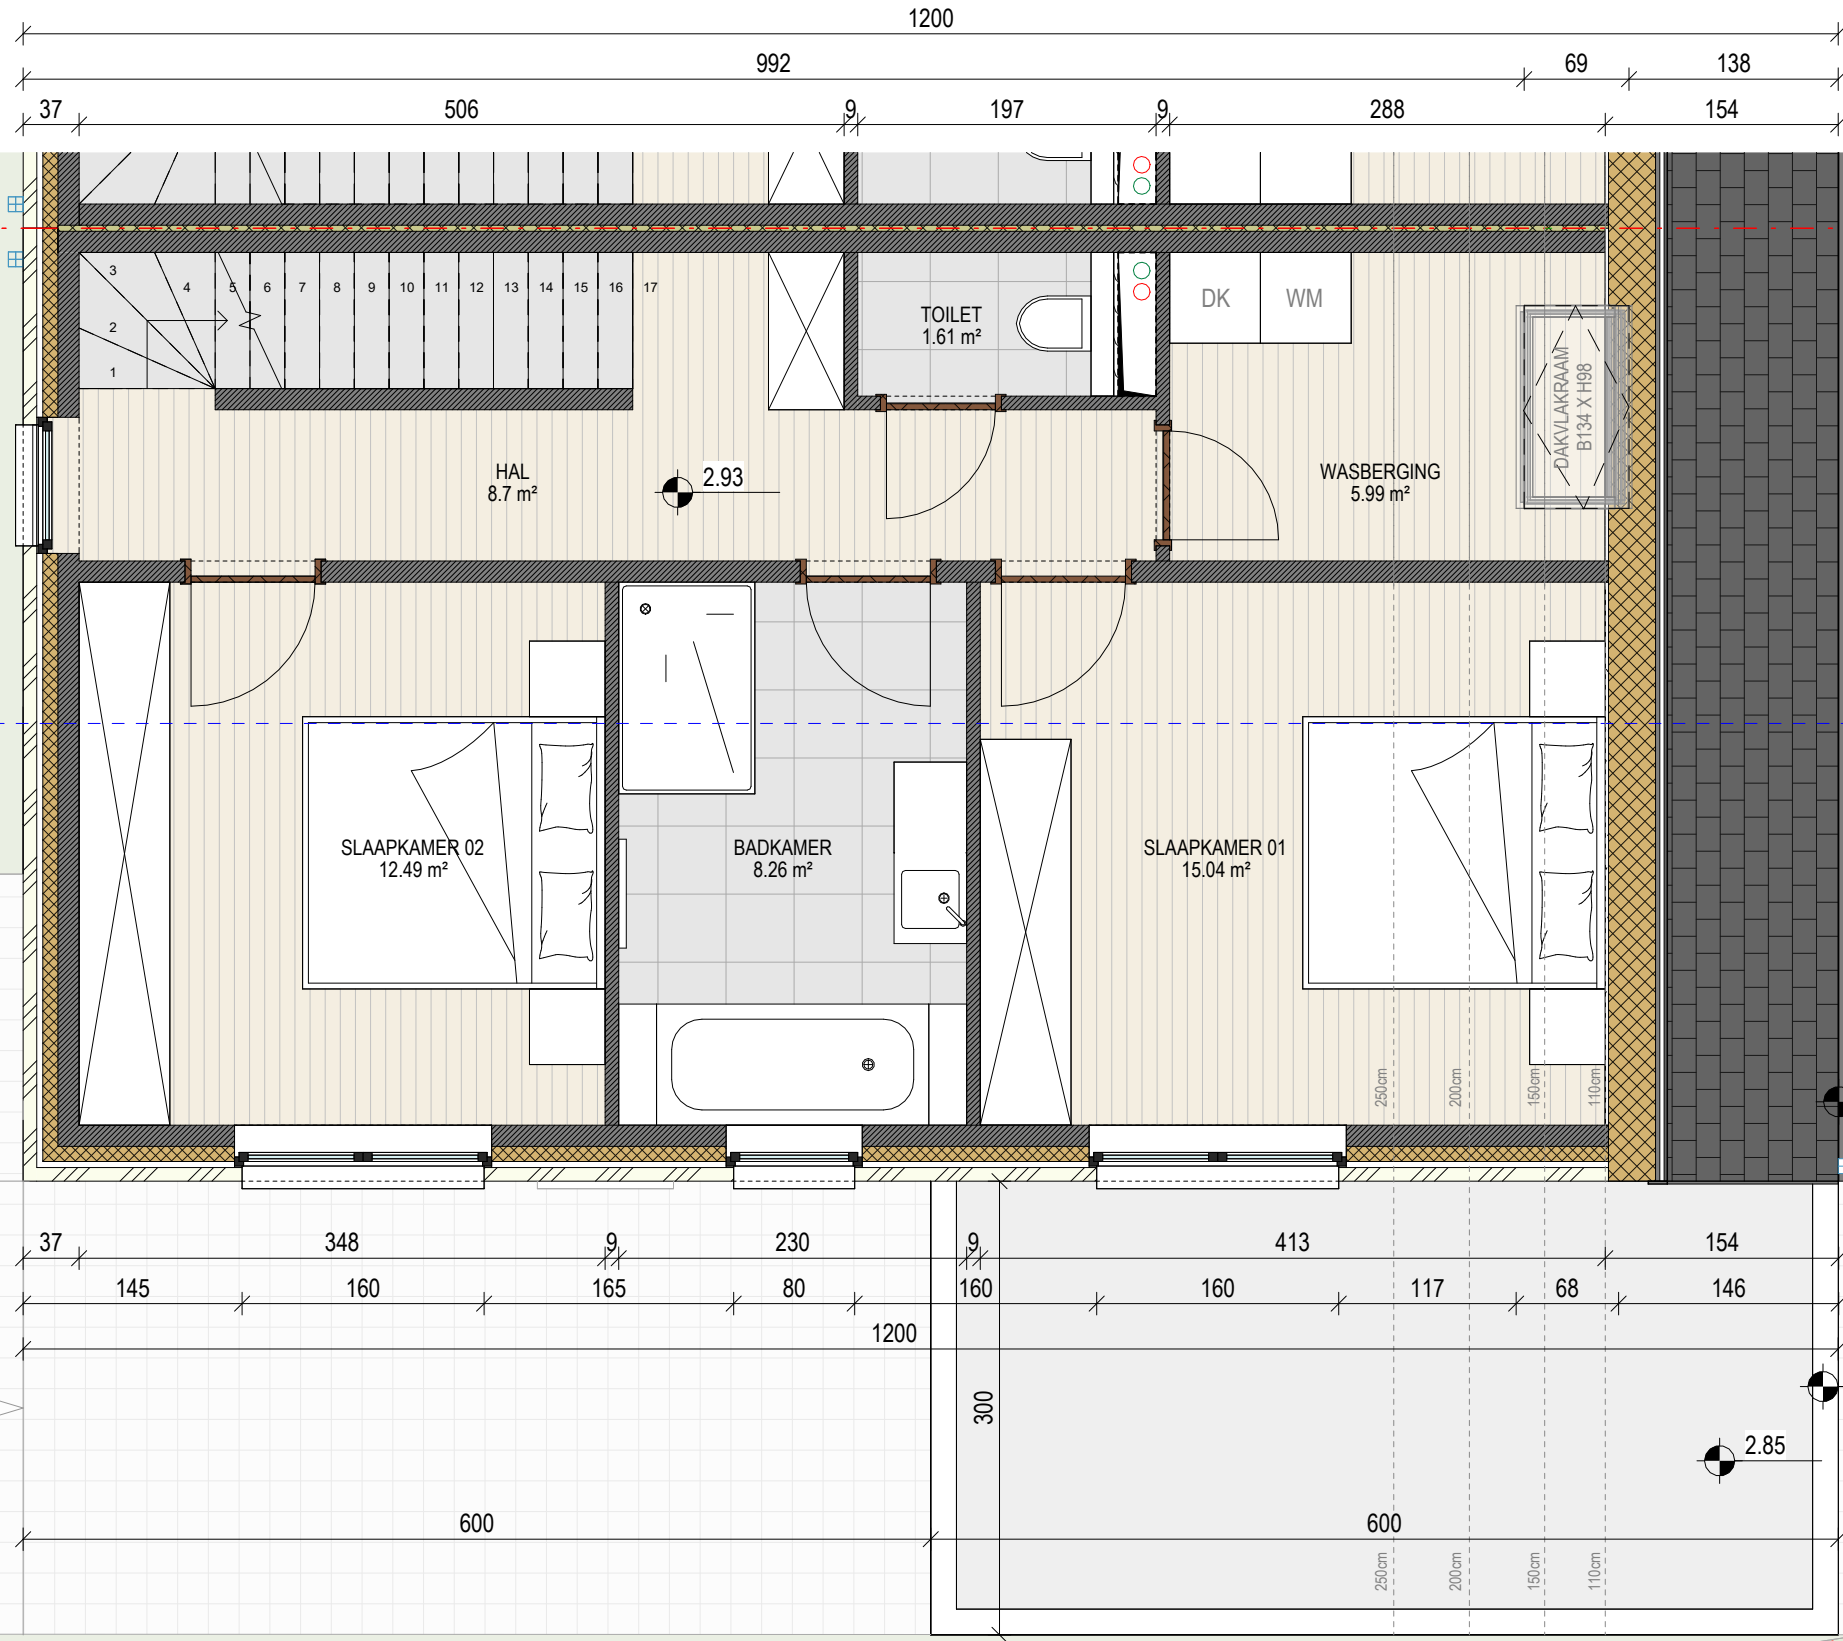 1200
992 69 138
37 506 9 197 9 288 154
3 4 5 6 7 8 9 10 11 12 13 14 15 16 17
2
1
TOILET
1.61 m²
DK WM
DAKVLAKRAAM
B134 X H98
HAL
8.7 m²
2.93
WASBERGING
5.99 m²
SLAAPKAMER 02
12.49 m²
BADKAMER
8.26 m²
SLAAPKAMER 01
15.04 m²
250cm 200cm 150cm 110cm
37 348 9 230 9 413 154
145 160 165 80 160 160 117 68 146
1200
300
2.85
600 600
250cm 200cm 150cm 110cm